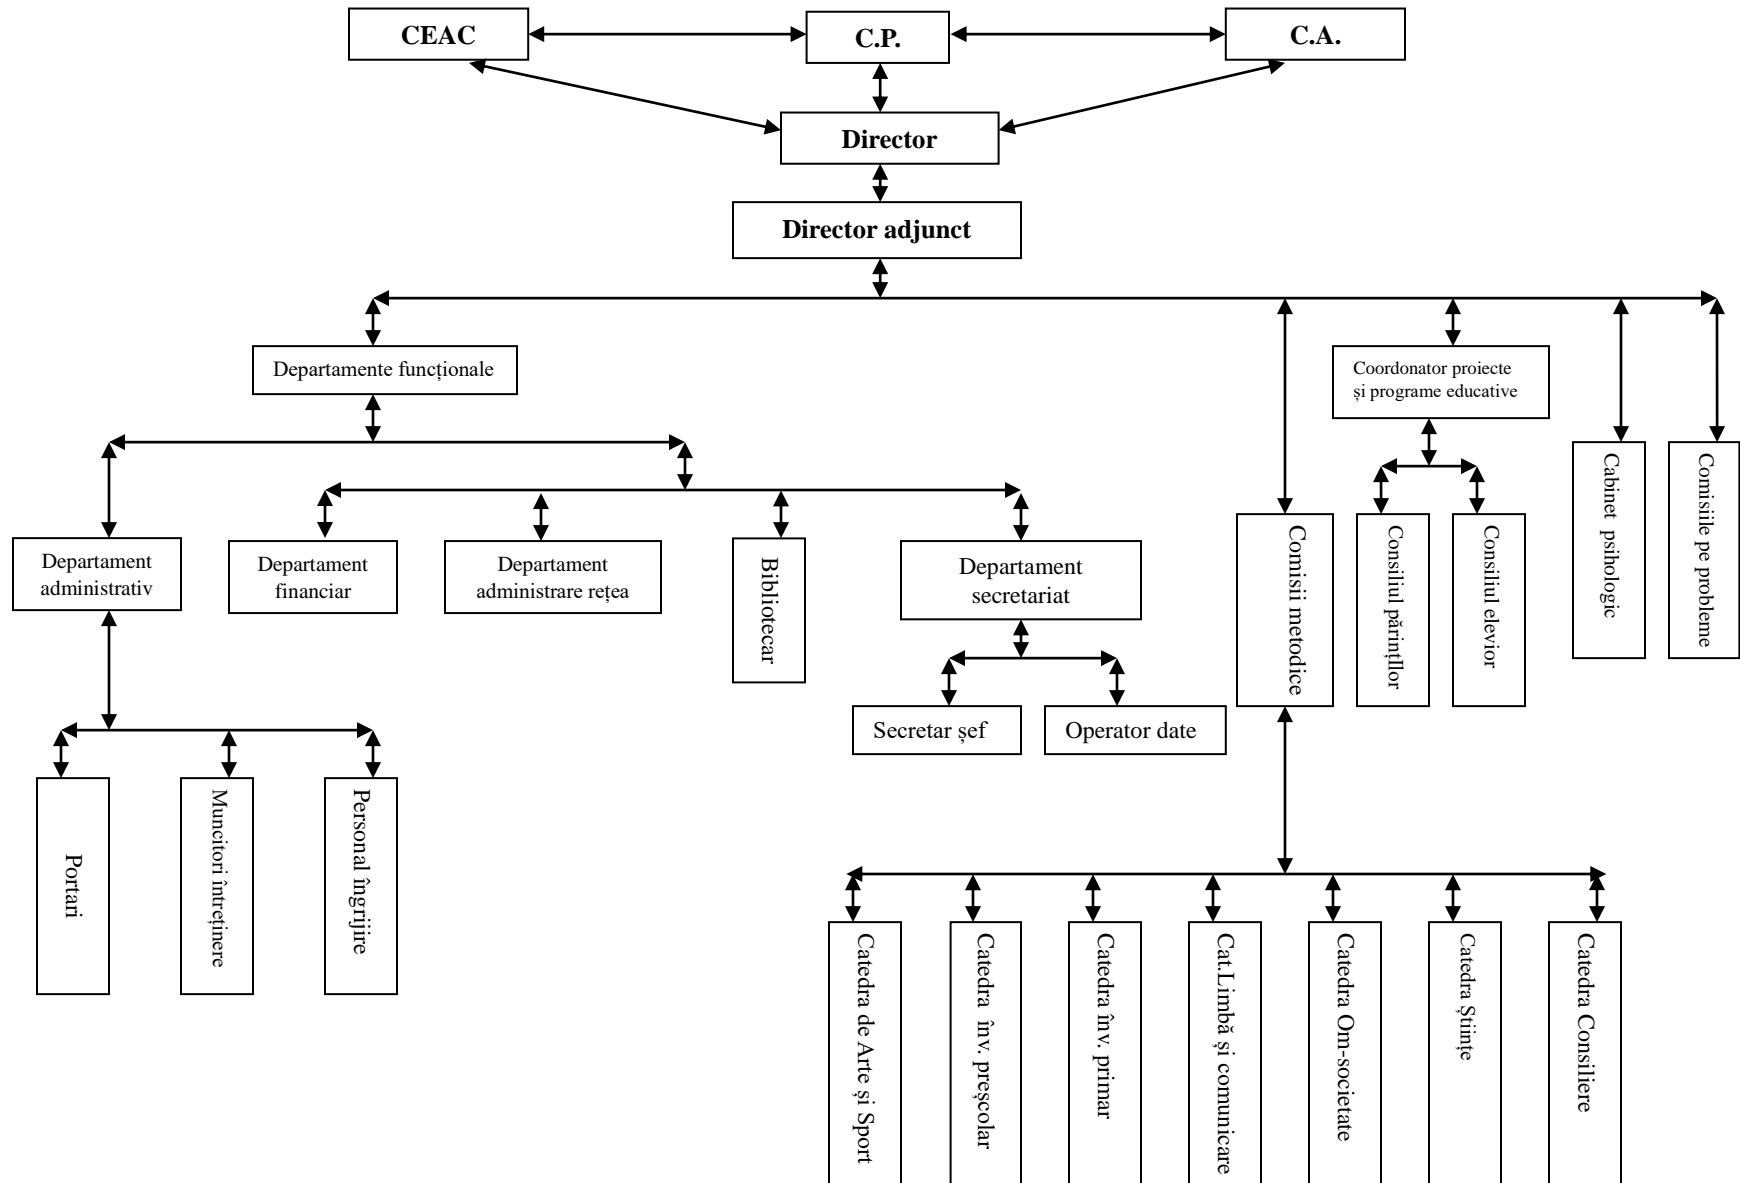 CEAC
C.P.
C.A.
Director
Director adjunct
Departamente funcționale
Coordonator proiecte
și programe educative
Cabinet psihologic
Comisiile pe probleme
Departament
administrativ
Departament
financiar
Departament
administrare rețea
Bibliotecar
Departament
secretariat
Comisii metodice
Consiliul părințllor
Consiliul elevior
Secretar șef
Operator date
Portari
Muncitori întreținere
Personal îngrijire
Catedra de Arte și Sport
Catedra înv. preșcolar
Catedra înv. primar
Cat.Limbă și comunicare
Catedra Om-societate
Catedra Științe
Catedra Consiliere